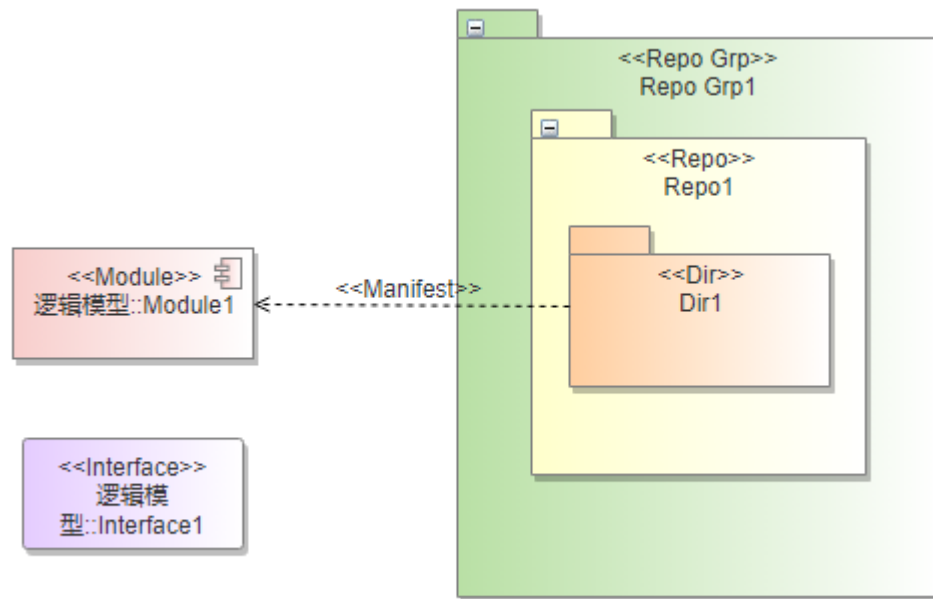 <<Repo Grp>>
Repo Grp1
<<Repo>>
Repo1
<<Module>>
逻辑模型::Module1
<<Manifest>>
<<Dir>>
Dir1
<<Interface>>
逻辑模
型::Interface1